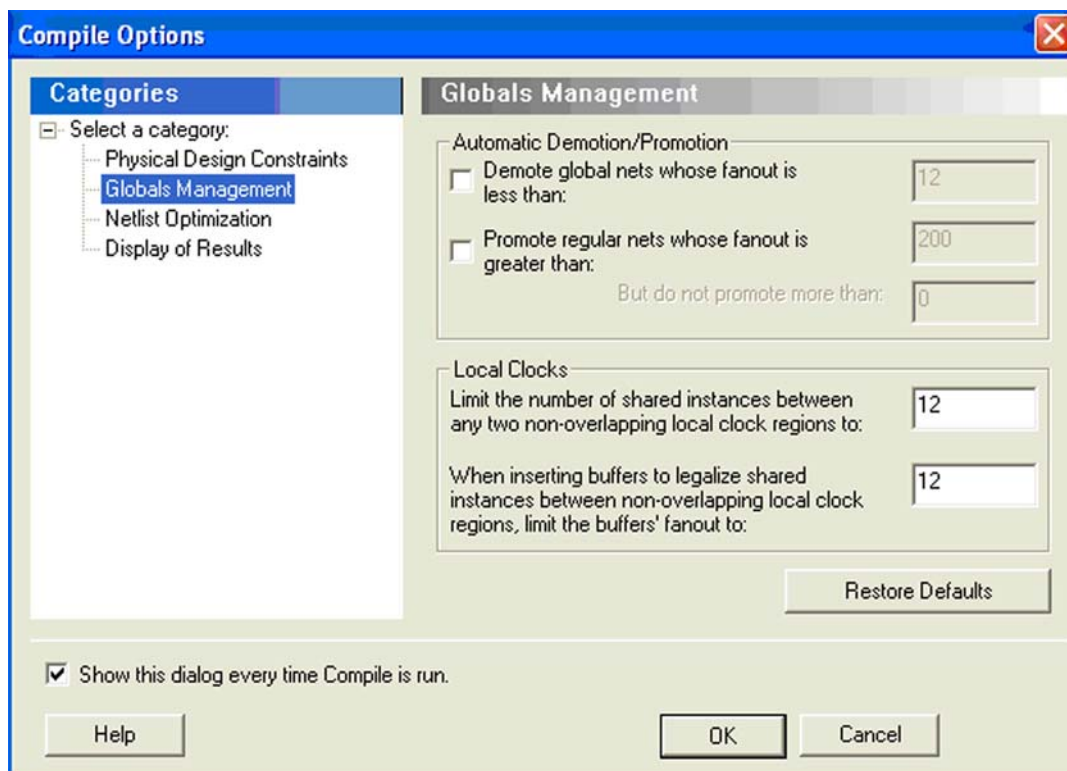 Compile Options
Categories
Select a category:
Physical Design Constraints
Globals Management
Netlist Optimization
Display of Results
Globals Management
Automatic Demotion/Promotion
Demote global nets whose fanout is
less than:
12
Promote regular nets whose fanout is
greater than:
200
But do not promote more than:
0
Local Clocks
Limit the number of shared instances between
any two non-overlapping local clock regions to:
12
When inserting buffers to legalize shared
instances between non-overlapping local clock
regions, limit the buffers' fanout to:
12
Restore Defaults
Show this dialog every time Compile is run.
Help
OK
Cancel